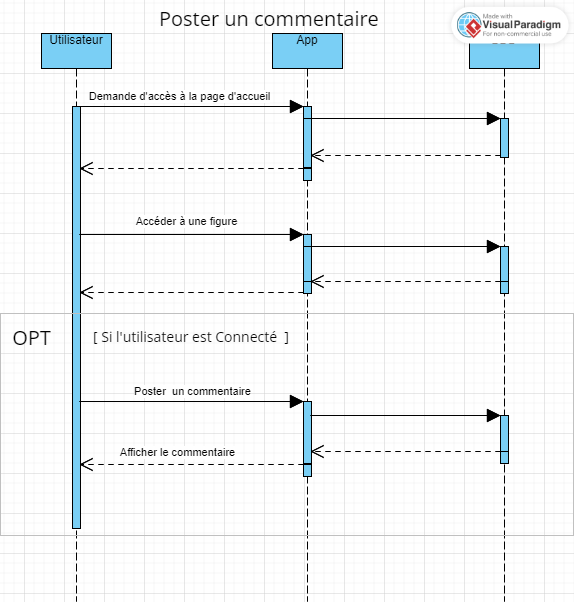 Poster un commentaire
Made with
Visual Paradigm
For non-commercial use
Utilisateur
App
Demande d'accès à la page d'accueil
Accéder à une figure
OPT
[ Si l'utilisateur est Connecté ]
Poster un commentaire
Afficher le commentaire